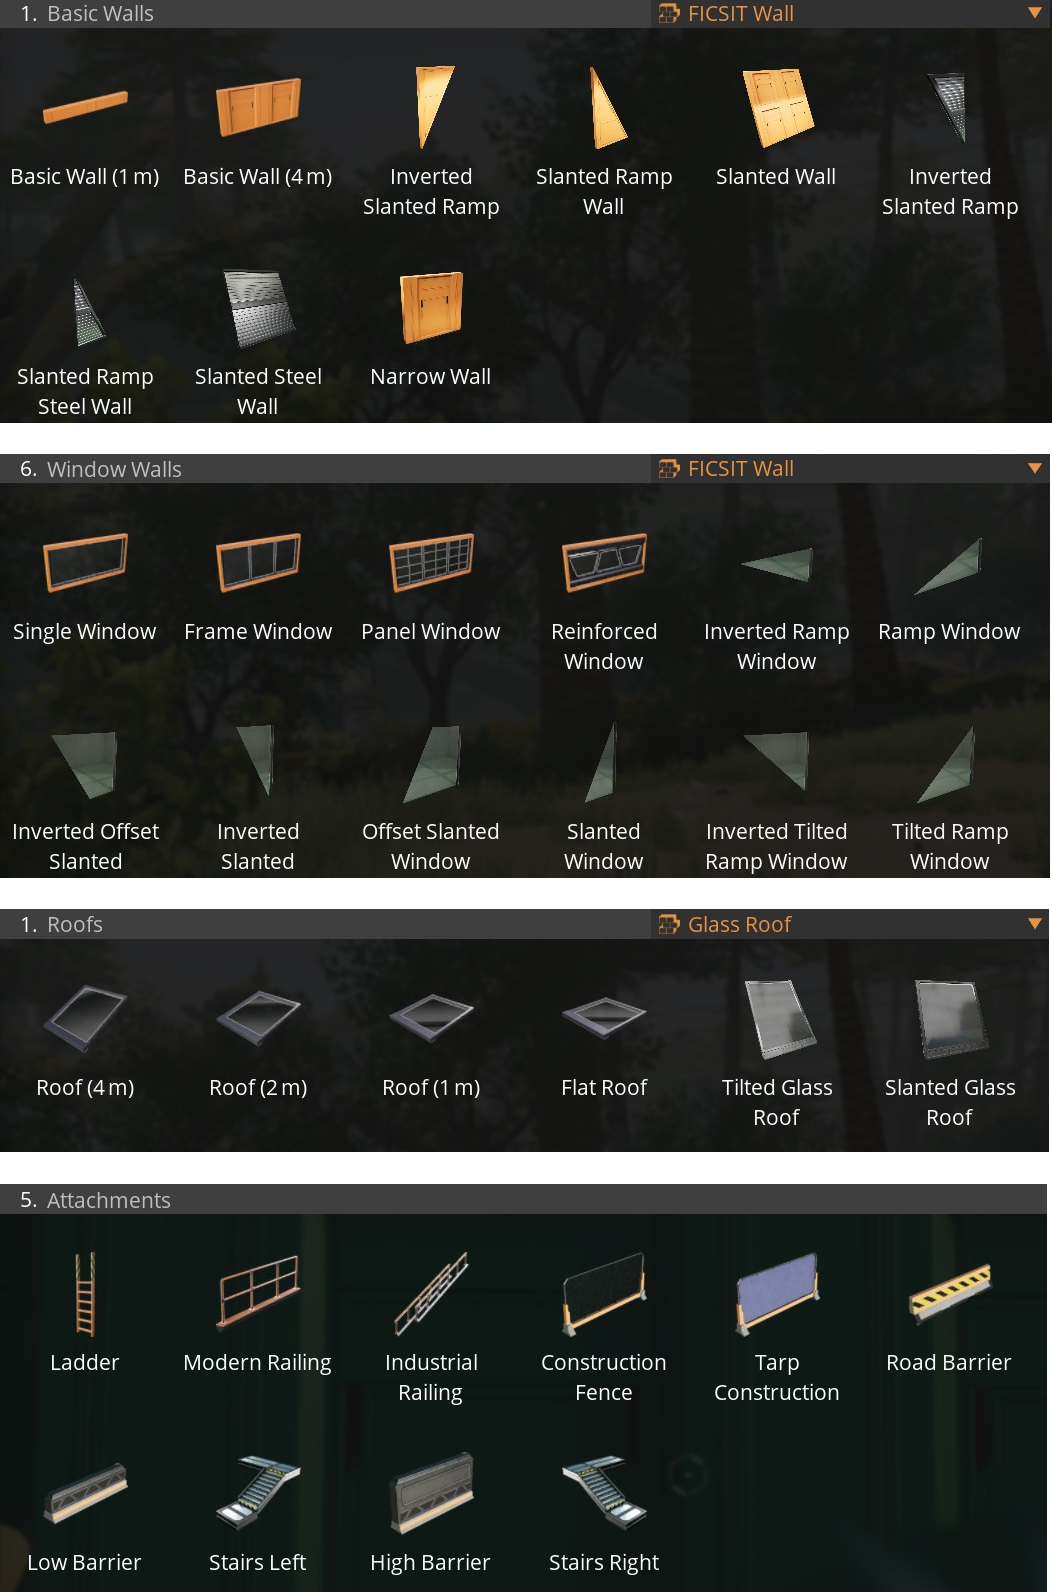 1. Basic Walls FICSIT Wall
Basic Wall (1 m) Basic Wall (4 m) Inverted Slanted Ramp Slanted Ramp Wall Slanted Wall Inverted Slanted Ramp
Slanted Ramp Steel Wall Slanted Steel Wall Narrow Wall
6. Window Walls FICSIT Wall
Single Window Frame Window Panel Window Reinforced Window Inverted Ramp Window Ramp Window
Inverted Offset Slanted Inverted Slanted Offset Slanted Window Slanted Window Inverted Tilted Ramp Window Tilted Ramp Window
1. Roofs Glass Roof
Roof (4 m) Roof (2 m) Roof (1 m) Flat Roof Tilted Glass Roof Slanted Glass Roof
5. Attachments
Ladder Modern Railing Industrial Railing Construction Fence Tarp Construction Road Barrier
Low Barrier Stairs Left High Barrier Stairs Right